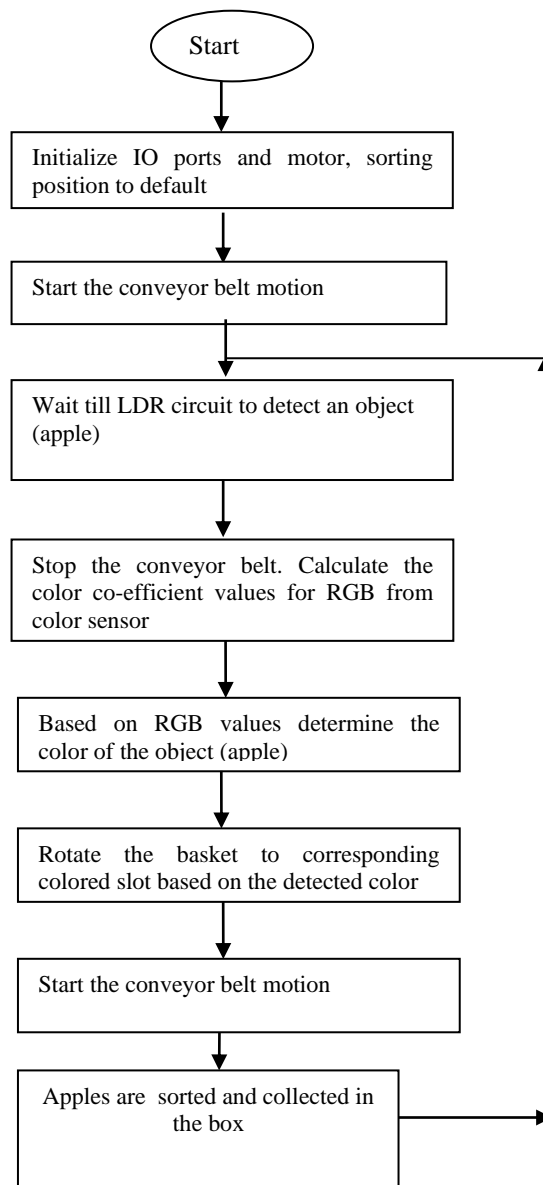 Start
Initialize IO ports and motor, sorting
position to default
Start the conveyor belt motion
Wait till LDR circuit to detect an object
(apple)
Stop the conveyor belt. Calculate the
color co-efficient values for RGB from
color sensor
Based on RGB values determine the
color of the object (apple)
Rotate the basket to corresponding
colored slot based on the detected color
Start the conveyor belt motion
Apples are sorted and collected in
the box